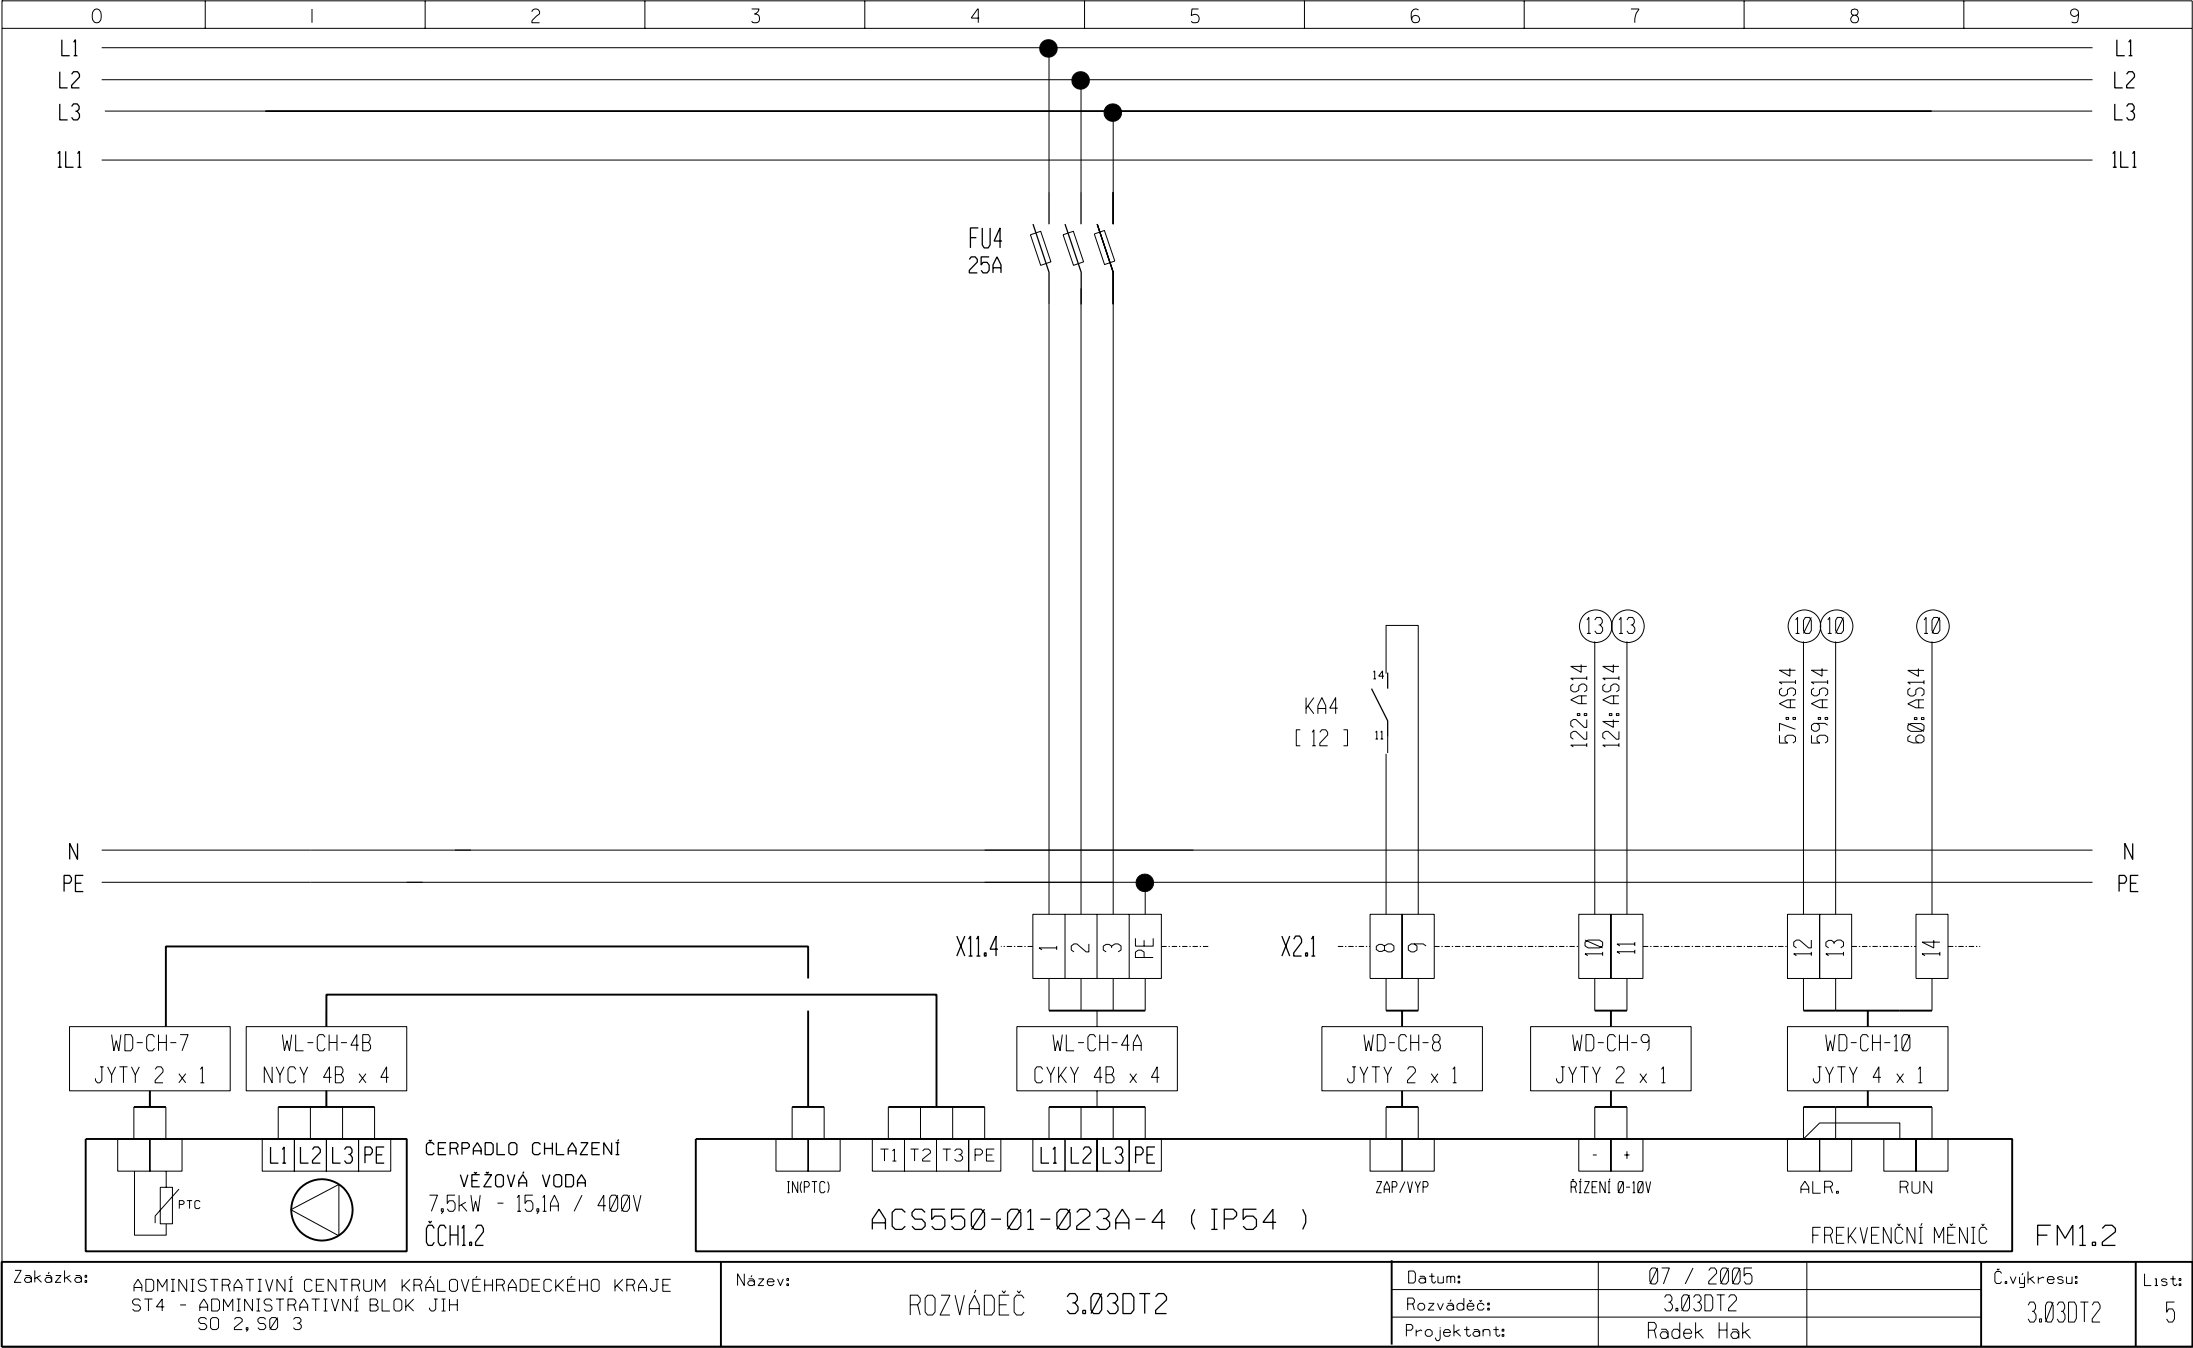 0 1 2 3 4 5 6 7 8 9
L1 L1
L2 L2
L3 L3
1L1 1L1
FU4
25A
13 13 10 10 10
122:AS14 124:AS14 57:AS14 59:AS14 60:AS14
14
KA4
[ 12 ] 11
N N
PE PE
X11.4 1 2 3 PE X2.1 8 9 10 11 12 13 14
WD-CH-7 WL-CH-4B WL-CH-4A WD-CH-8 WD-CH-9 WD-CH-10
JYTY 2 x 1 NYCY 4B x 4 CYKY 4B x 4 JYTY 2 x 1 JYTY 2 x 1 JYTY 4 x 1
ČERPADLO CHLAZENÍ
L1 L2 L3 PE T1 T2 T3 PE L1 L2 L3 PE - +
VĚŽOVÁ VODA
IN(PTC) ZAP/VYP ŘÍZENÍ 0-10V ALR. RUN
PTC 7,5kW - 15,1A / 400V
ACS550-01-023A-4 ( IP54 )
ČCH1.2 FREKVENČNÍ MĚNIČ FM1.2
Zakázka: ADMINISTRATIVNÍ CENTRUM KRÁLOVÉHRADECKÉHO KRAJE
ST4 - ADMINISTRATIVNÍ BLOK JIH
SO 2, SO 3
Název: ROZVÁDĚČ 3.03DT2
Datum: 07 / 2005
Rozváděč: 3.03DT2
Projektant: Radek Hak
Č.výkresu: 3.03DT2
List: 5